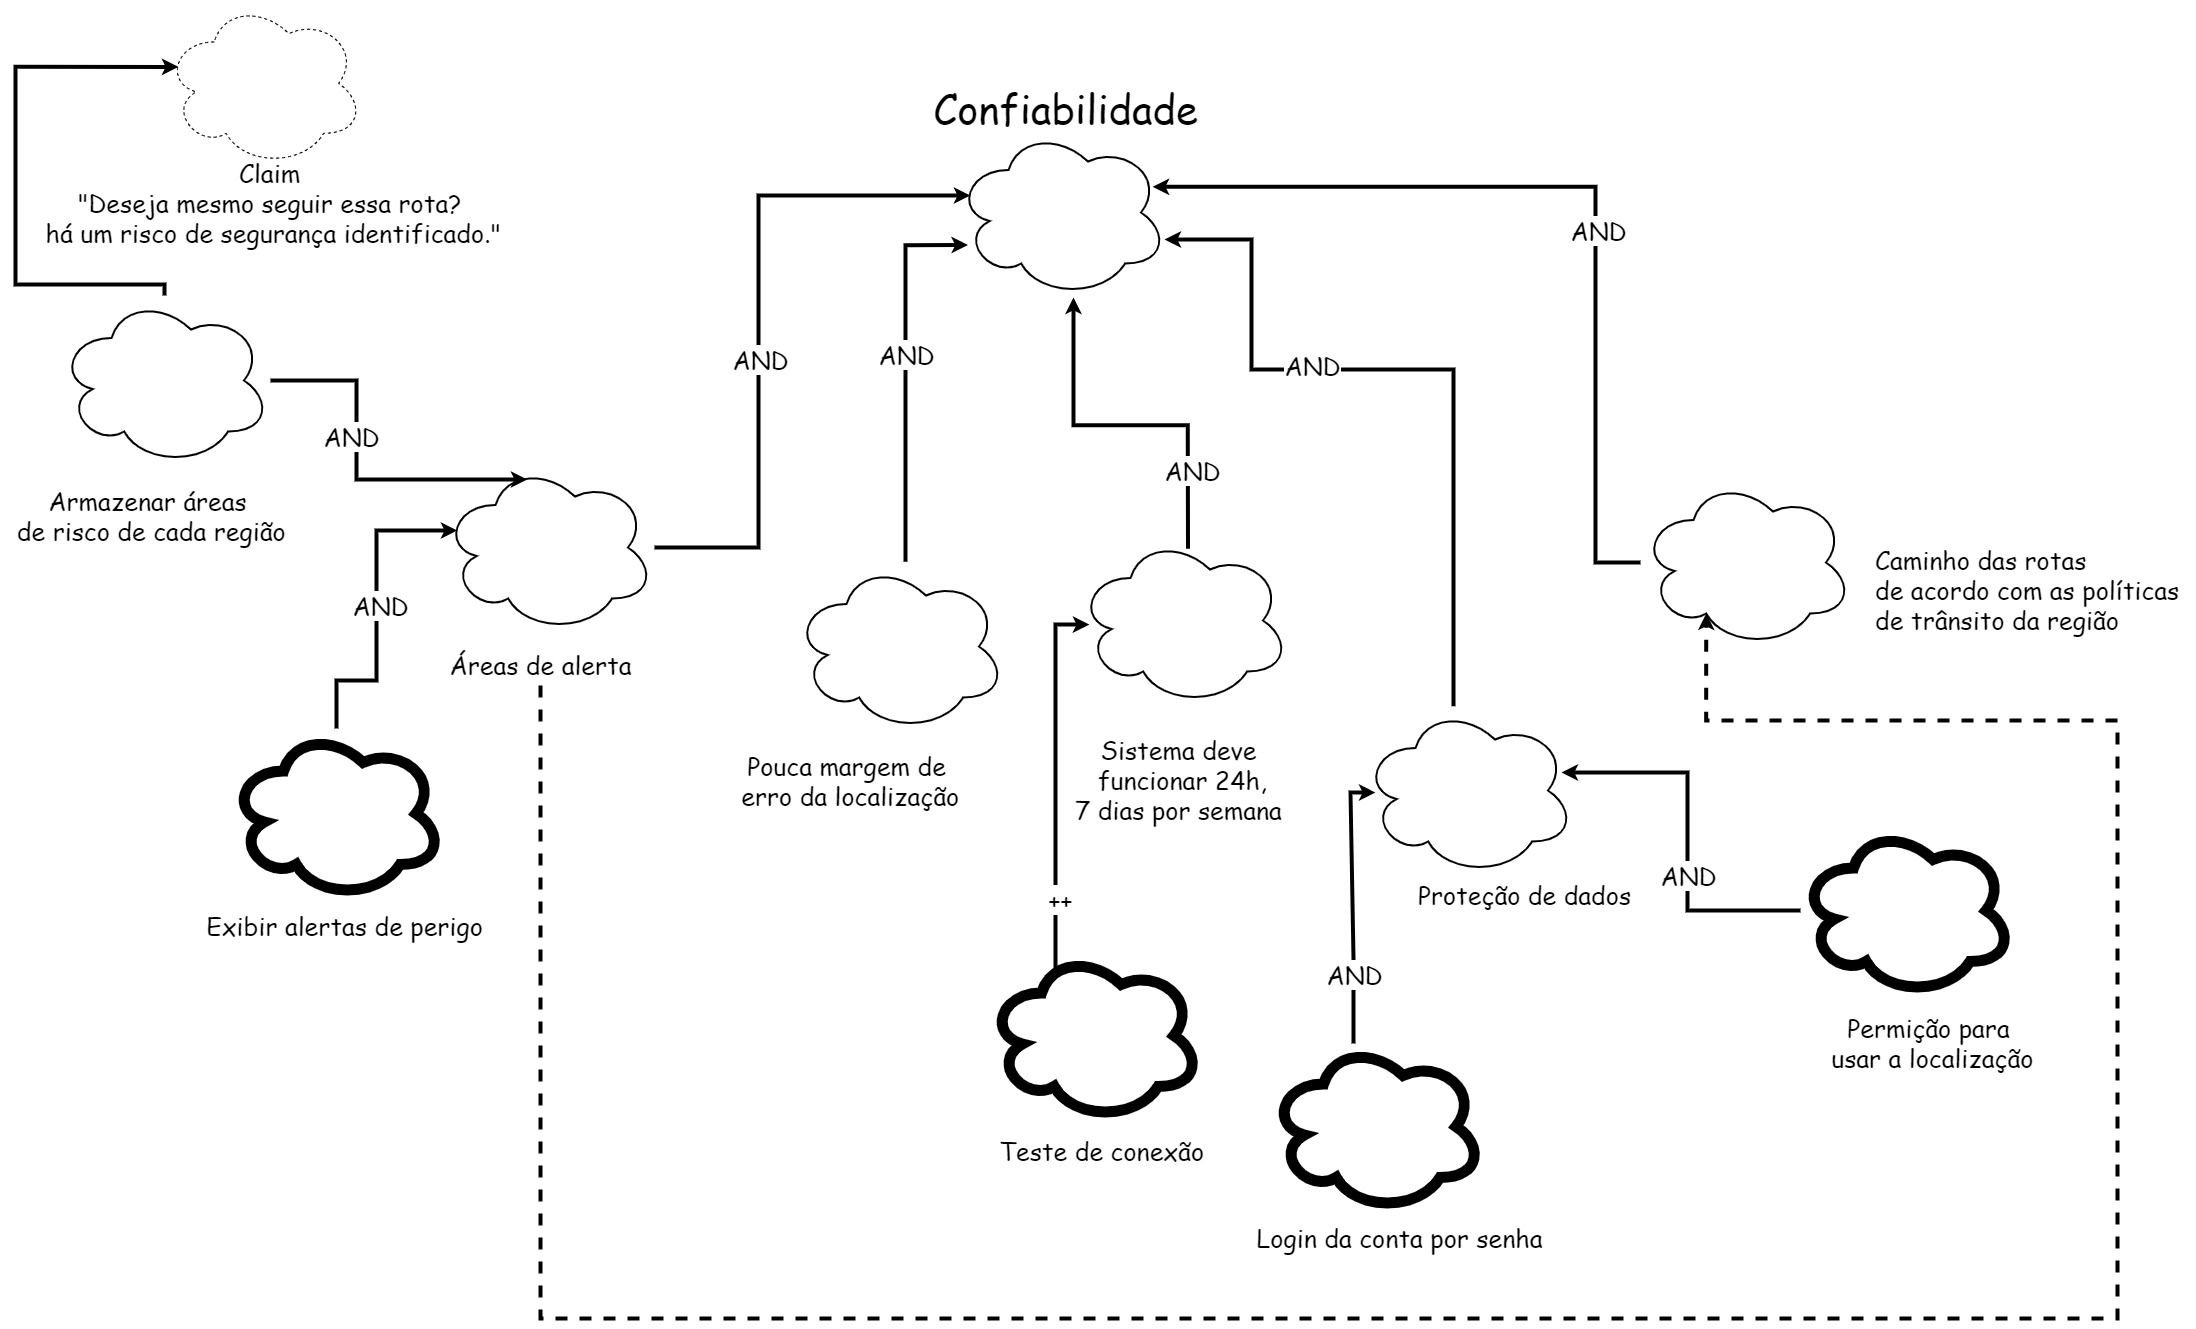 Confiabilidade
Claim
"Deseja mesmo seguir essa rota?
há um risco de segurança identificado."
AND
AND
AND
AND
AND
AND
AND
Armazenar áreas
de risco de cada região
Caminho das rotas
de acordo com as políticas
de trânsito da região
AND
Áreas de alerta
Pouca margem de
erro da localização
Sistema deve
funcionar 24h,
7 dias por semana
AND
Proteção de dados
++
Exibir alertas de perigo
AND
Permição para
usar a localização
Teste de conexão
Login da conta por senha